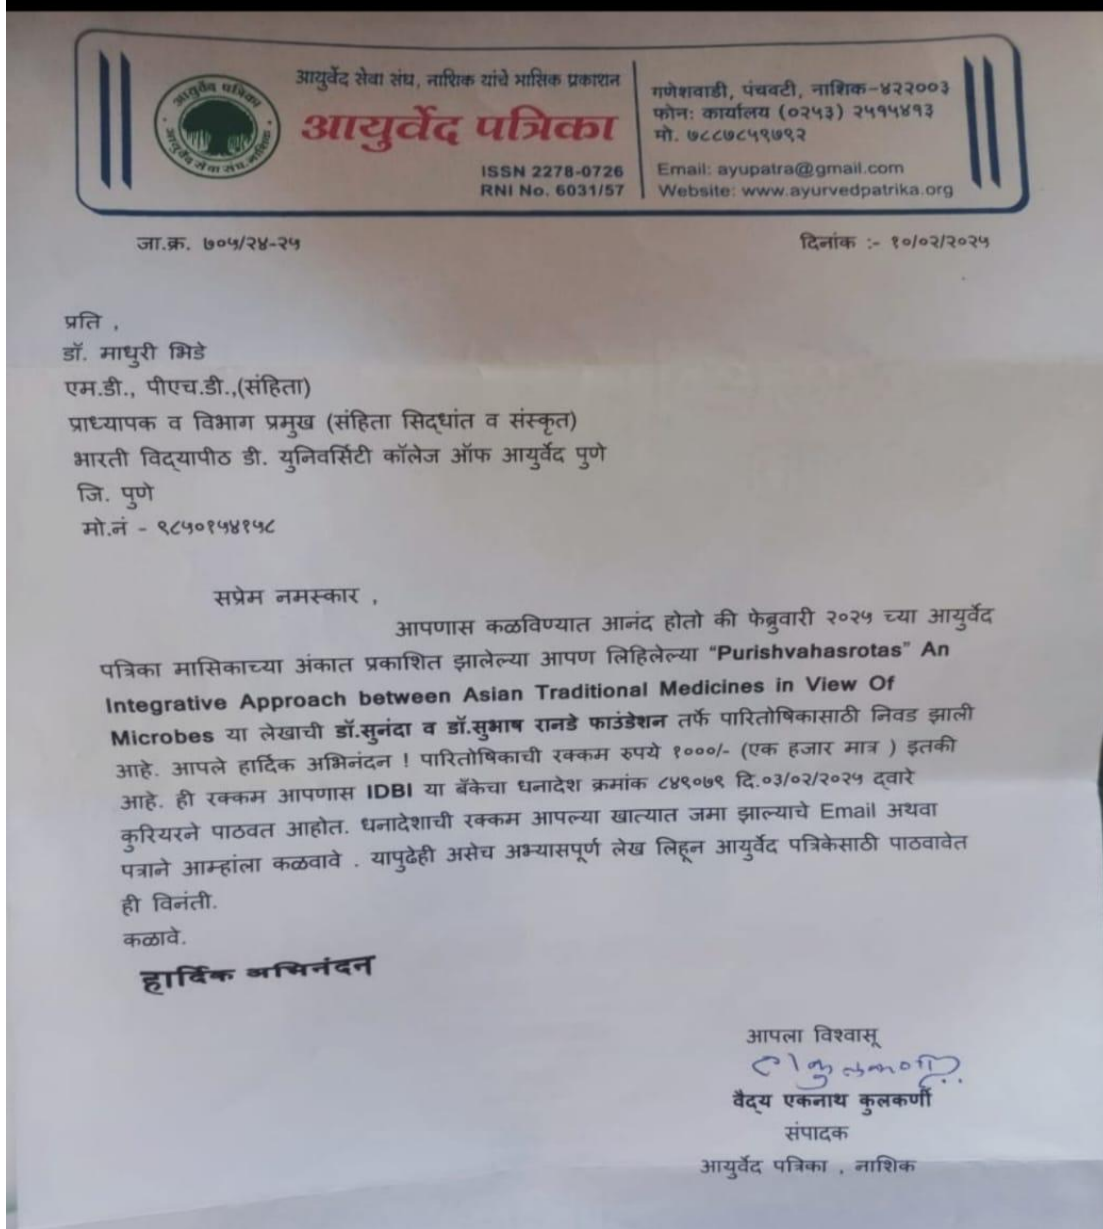 आयुर्वेद सेवा संघ, नाशिक यांचे मासिक प्रकाशन
आयुर्वेद पत्रिका
ISSN 2278-0726
RNI No. 6031/57
आयुर्वेद पत्रिका
आयुर्वेद सेवा संघ, नाशिक
गणेशवाडी, पंचवटी, नाशिक-४२२००३
फोन: कार्यालय (०२५३) २५१५४१३
मो. ७८८७८५९७९२
Email: ayupatra@gmail.com
Website: www.ayurvedpatrika.org
जा.क्र. ७०५/२४-२५
दिनांक :- १०/०२/२०२५
प्रति ,
डॉ. माधुरी भिडे
एम.डी., पीएच.डी.,(संहिता)
प्राध्यापक व विभाग प्रमुख (संहिता सिद्धांत व संस्कृत)
भारती विद्यापीठ डी. युनिवर्सिटी कॉलेज ऑफ आयुर्वेद पुणे
जि. पुणे
मो.नं - ९८५०१५४१५८
सप्रेम नमस्कार ,
आपणास कळविण्यात आनंद होतो की फेब्रुवारी २०२५ च्या आयुर्वेद
पत्रिका मासिकाच्या अंकात प्रकाशित झालेल्या आपण लिहिलेल्या "Purishvahasrotas" An
Integrative Approach between Asian Traditional Medicines in View Of
Microbes या लेखाची डॉ.सुनंदा व डॉ.सुभाष रानडे फाउंडेशन तर्फे पारितोषिकासाठी निवड झाली
आहे. आपले हार्दिक अभिनंदन ! पारितोषिकाची रक्कम रुपये १०००/- (एक हजार मात्र ) इतकी
आहे. ही रक्कम आपणास IDBI या बँकेचा धनादेश क्रमांक ८४९०७९ दि.०३/०२/२०२५ द्वारे
कुरियरने पाठवत आहोत. धनादेशाची रक्कम आपल्या खात्यात जमा झाल्याचे Email अथवा
पत्राने आम्हांला कळवावे . यापुढेही असेच अभ्यासपूर्ण लेख लिहून आयुर्वेद पत्रिकेसाठी पाठवावेत
ही विनंती.
कळावे.
हार्दिक अभिनंदन
आपला विश्वासू
वैद्य एकनाथ कुलकर्णी
संपादक
आयुर्वेद पत्रिका , नाशिक